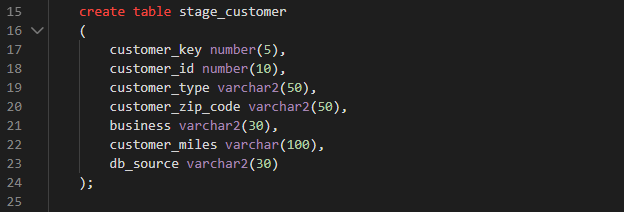 15 create table stage_customer
16 (
17 customer_key number(5),
18 customer_id number(10),
19 customer_type varchar2(50),
20 customer_zip_code varchar2(50),
21 business varchar2(30),
22 customer_miles varchar(100),
23 db_source varchar2(30)
24 );
25